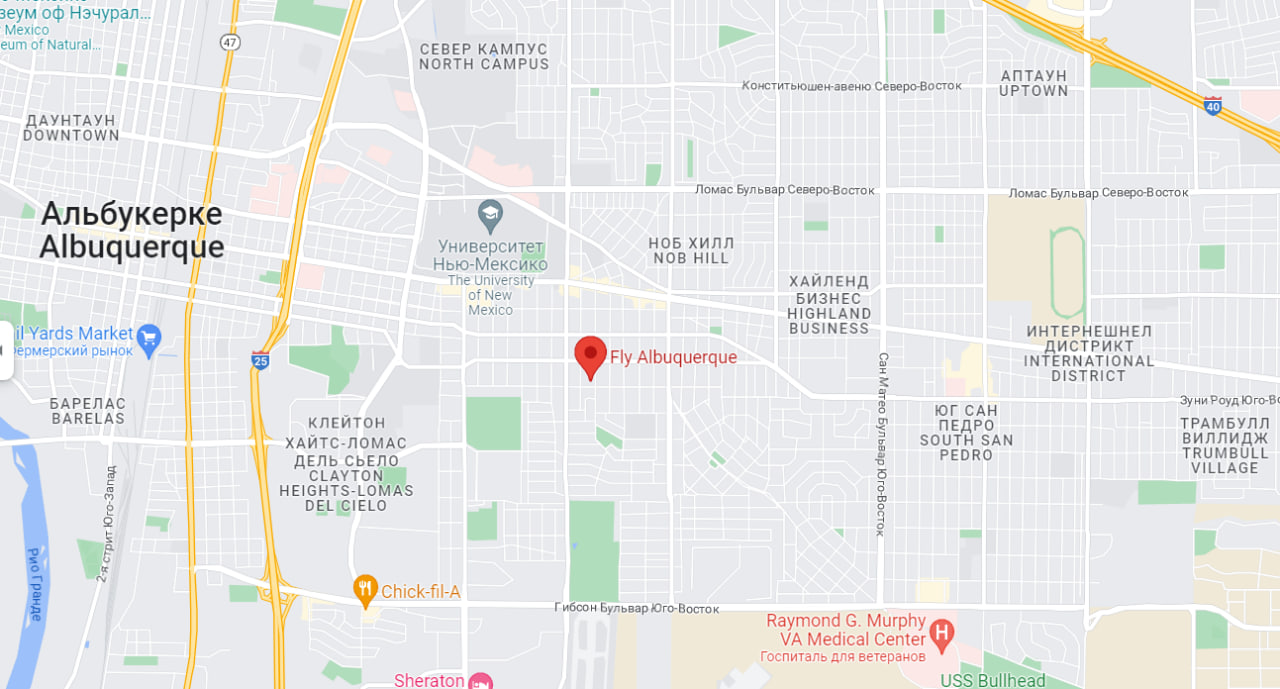 зеум оф Нэчурал...
Mexico
eum of Natural...
47
СЕВЕР КАМПУС
NORTH CAMPUS
Конститьюшен-авеню Северо-Восток
АПТАУН
UPTOWN
40
ДАУНТАУН
DOWNTOWN
Ломас Бульвар Северо-Восток
Ломас Бульвар Северо-Восток
Альбукерке
Albuquerque
Университет
Нью-Мексико
The University
of New
Mexico
НОБ ХИЛЛ
NOB HILL
ХАЙЛЕНД
БИЗНЕС
HIGHLAND
BUSINESS
il Yards Market
Фермерский рынок
25
Fly Albuquerque
ИНТЕРНЕШНЕЛ
ДИСТРИКТ
INTERNATIONAL
DISTRICT
Сан Матео Бульвар Юго-Восток
Зуни Роуд Юго-Во
БАРЕЛАС
BARELAS
КЛЕЙТОН
ХАЙТС-ЛОМАС
ДЕЛЬ СЬЕЛО
CLAYTON
HEIGHTS-LOMAS
DEL CIELO
ЮГ САН
ПЕДРО
SOUTH SAN
PEDRO
ТРАМБУЛЛ
ВИЛЛИДЖ
TRUMBULL
VILLAGE
2-я стрит Юго-Запад
Рио Гранде
Chick-fil-A
Гибсон Бульвар Юго-Восток
Raymond G. Murphy
VA Medical Center
Госпиталь для ветеранов
H
Sheraton
USS Bullhead